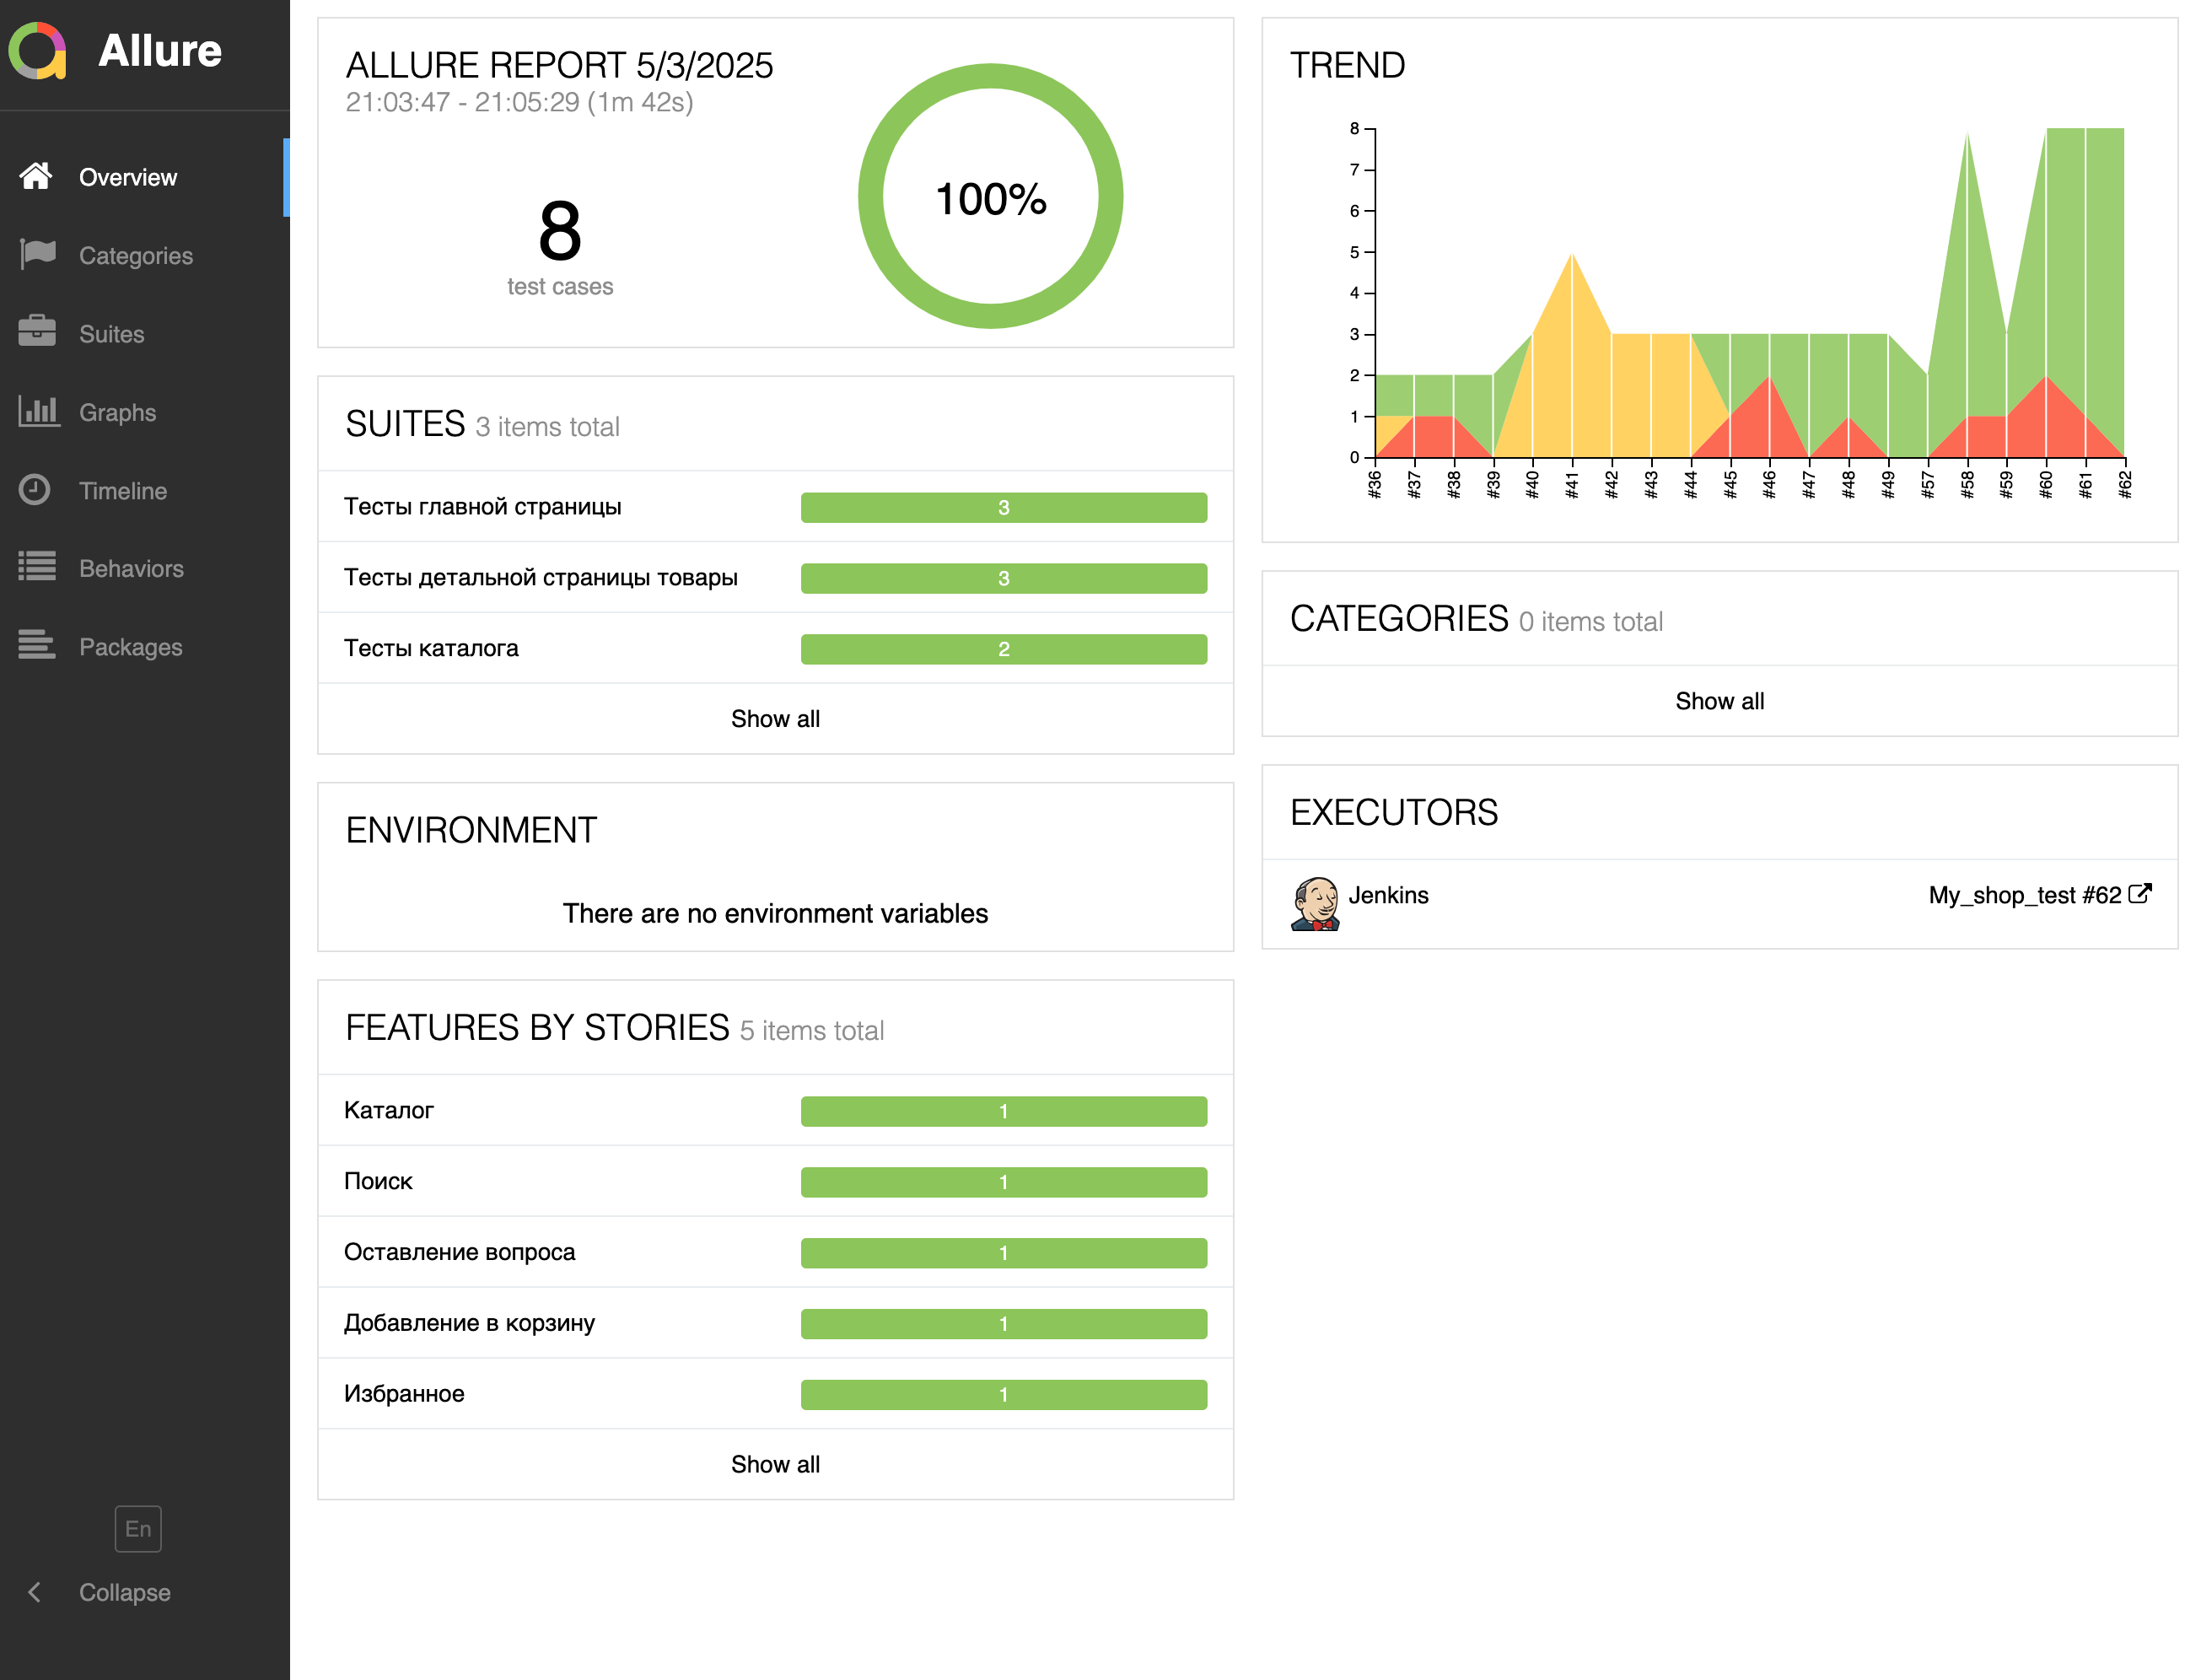 Allure
Overview
Categories
Suites
Graphs
Timeline
Behaviors
Packages
En
Collapse
ALLURE REPORT 5/3/2025
21:03:47 - 21:05:29 (1m 42s)
8
test cases
100%
SUITES 3 items total
Тесты главной страницы 3
Тесты детальной страницы товары 3
Тесты каталога 2
Show all
ENVIRONMENT
There are no environment variables
FEATURES BY STORIES 5 items total
Каталог 1
Поиск 1
Оставление вопроса 1
Добавление в корзину 1
Избранное 1
Show all
TREND
8
7
6
5
4
3
2
1
0
#36 #37 #38 #39 #40 #41 #42 #43 #44 #45 #46 #47 #48 #49 #57 #58 #59 #60 #61 #62
CATEGORIES 0 items total
Show all
EXECUTORS
Jenkins My_shop_test #62